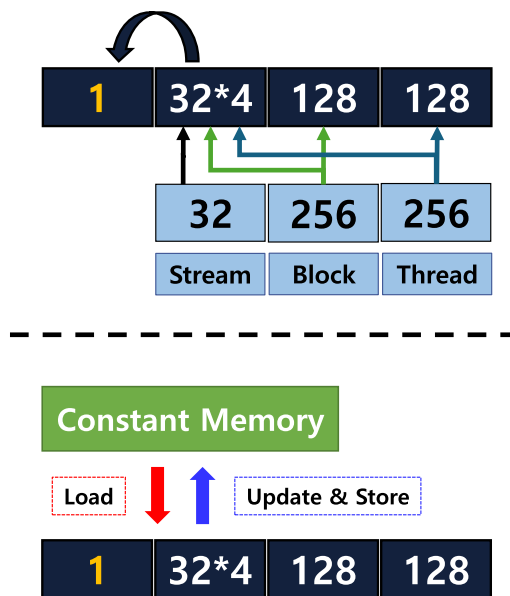 1 32*4 128 128
32 256 256
Stream Block Thread
Constant Memory
Load Update & Store
1 32*4 128 128